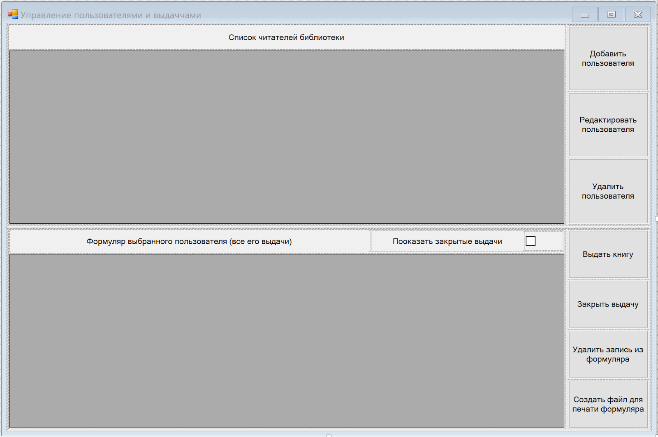 Управление пользователями и выдачами
Список читателей библиотеки
Добавить
пользователя
Редактировать
пользователя
Удалить
пользователя
Формуляр выбранного пользователя (все его выдачи)
Пооказать закрытые выдачи
Выдать книгу
Закрыть выдачу
Удалить запись из
формуляра
Создать файл для
печати формуляра